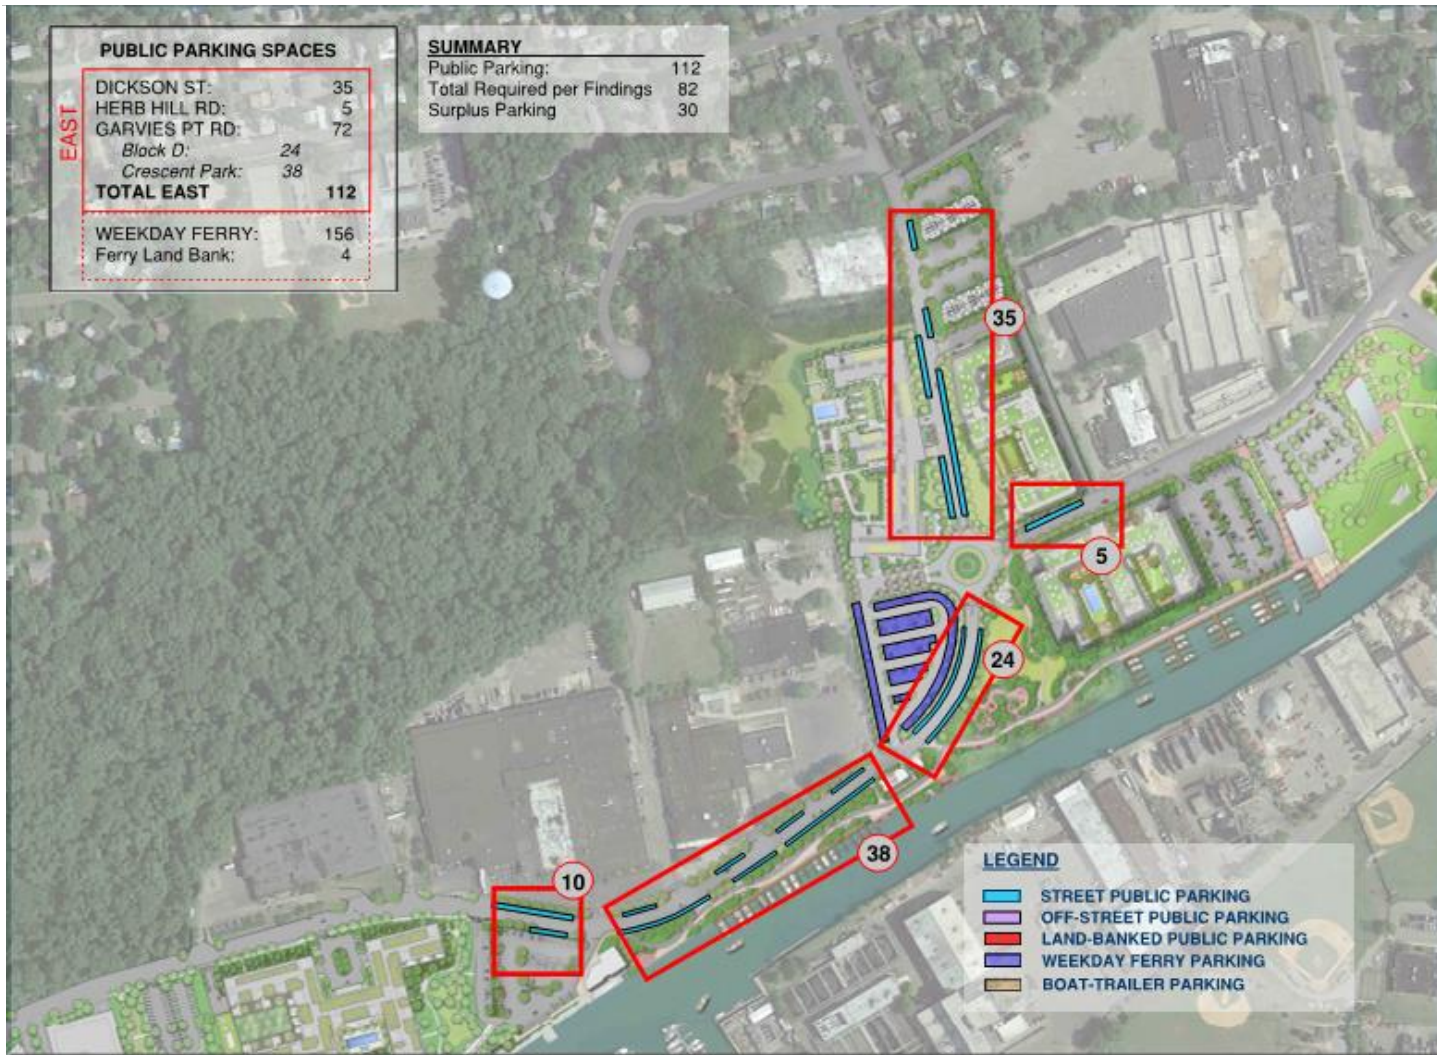 PUBLIC PARKING SPACES
EAST
DICKSON ST: 35
HERB HILL RD: 5
GARVIES PT RD: 72
Block D: 24
Crescent Park: 38
TOTAL EAST 112
WEEKDAY FERRY: 156
Ferry Land Bank: 4
SUMMARY
Public Parking: 112
Total Required per Findings 82
Surplus Parking 30
35
5
24
38
10
LEGEND
STREET PUBLIC PARKING
OFF-STREET PUBLIC PARKING
LAND-BANKED PUBLIC PARKING
WEEKDAY FERRY PARKING
BOAT-TRAILER PARKING